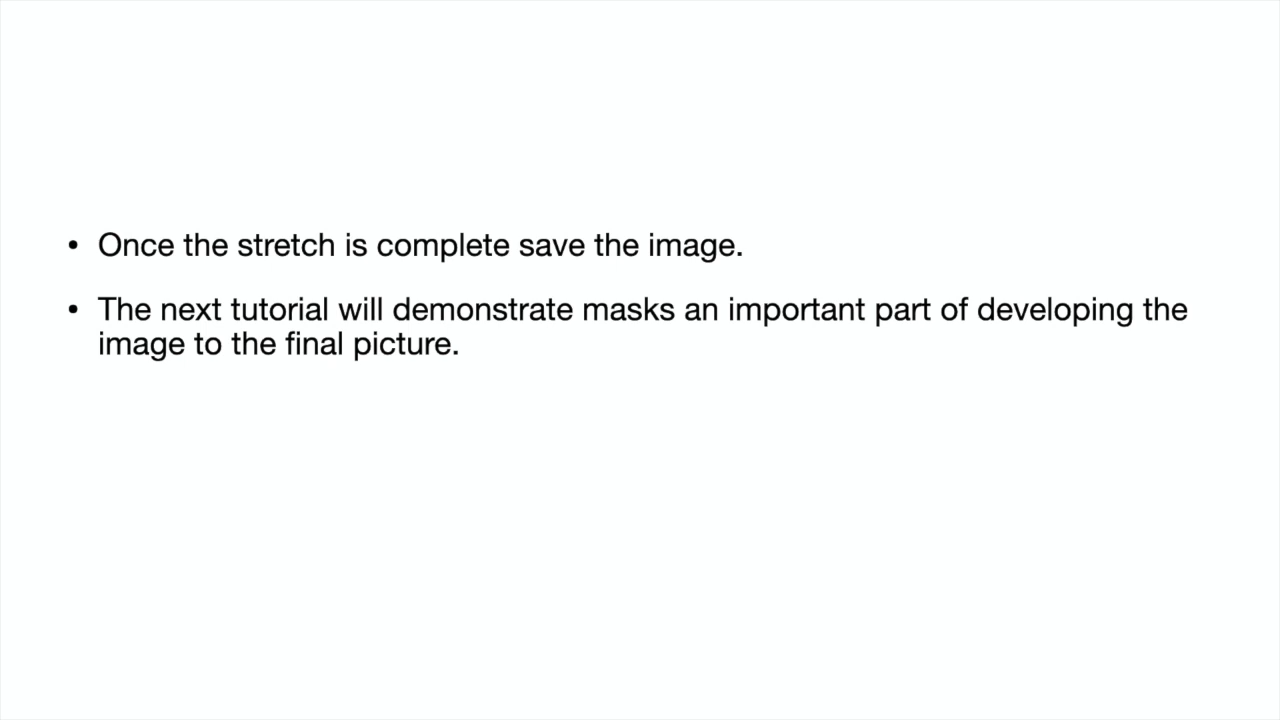 • Once the stretch is complete save the image.
• The next tutorial will demonstrate masks an important part of developing the
image to the final picture.